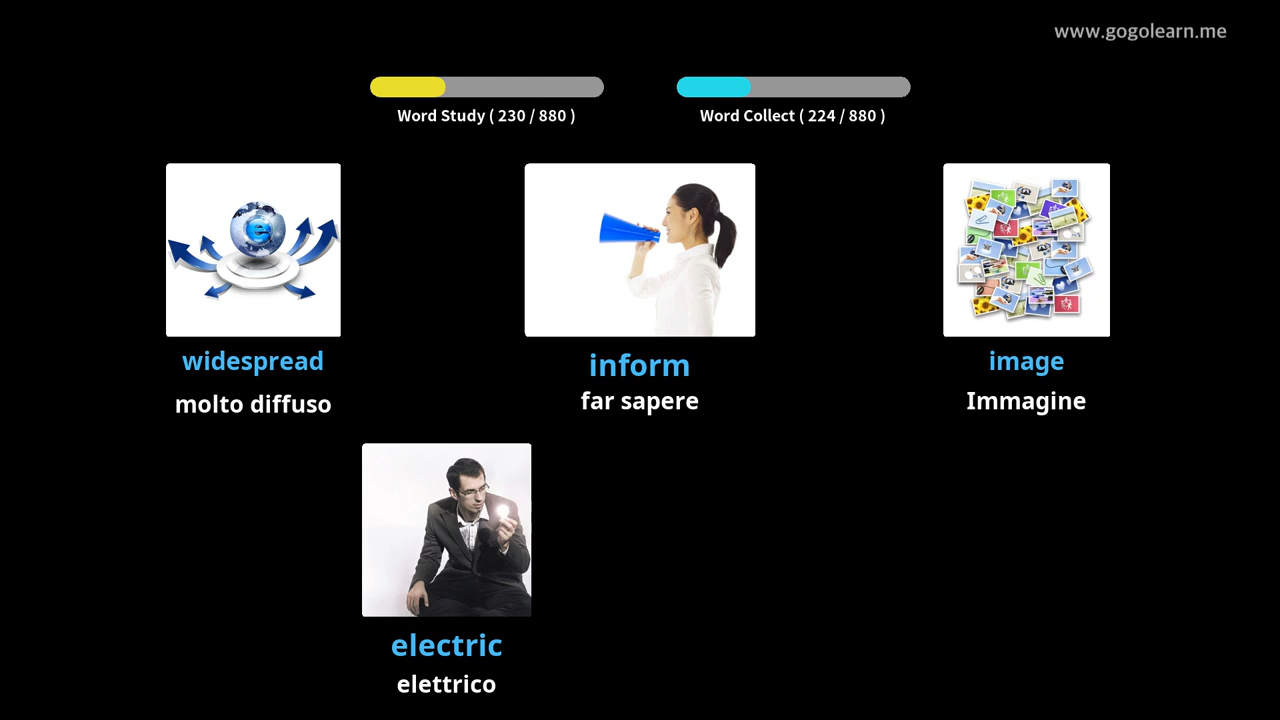 www.gogolearn.me
Word Study ( 230 / 880 )
Word Collect ( 224 / 880 )
e
widespread
inform
image
molto diffuso
far sapere
Immagine
electric
elettrico